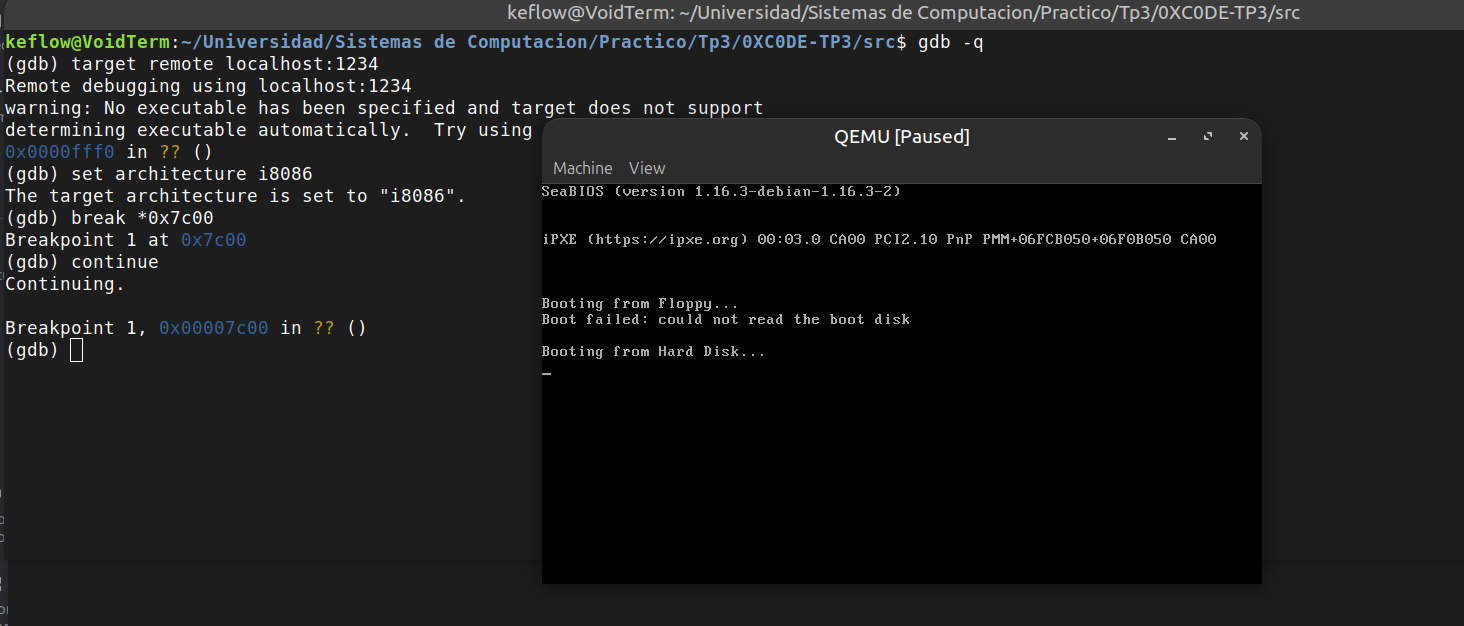 keflow@VoidTerm: ~/Universidad/Sistemas de Computacion/Practico/Tp3/0XC0DE-TP3/src
keflow@VoidTerm:~/Universidad/Sistemas de Computacion/Practico/Tp3/0XC0DE-TP3/src$ gdb -q
(gdb) target remote localhost:1234
Remote debugging using localhost:1234
warning: No executable has been specified and target does not support
determining executable automatically.  Try using
0x0000fff0 in ?? ()
(gdb) set architecture i8086
The target architecture is set to "i8086".
(gdb) break *0x7c00
Breakpoint 1 at 0x7c00
(gdb) continue
Continuing.
Breakpoint 1, 0x00007c00 in ?? ()
(gdb)
QEMU [Paused]
Machine View
SeaBIOS (version 1.16.3-debian-1.16.3-2)
iPXE (https://ipxe.org) 00:03.0 CA00 PCI2.10 PnP PMM+06FCB050+06F0B050 CA00
Booting from Floppy...
Boot failed: could not read the boot disk
Booting from Hard Disk...